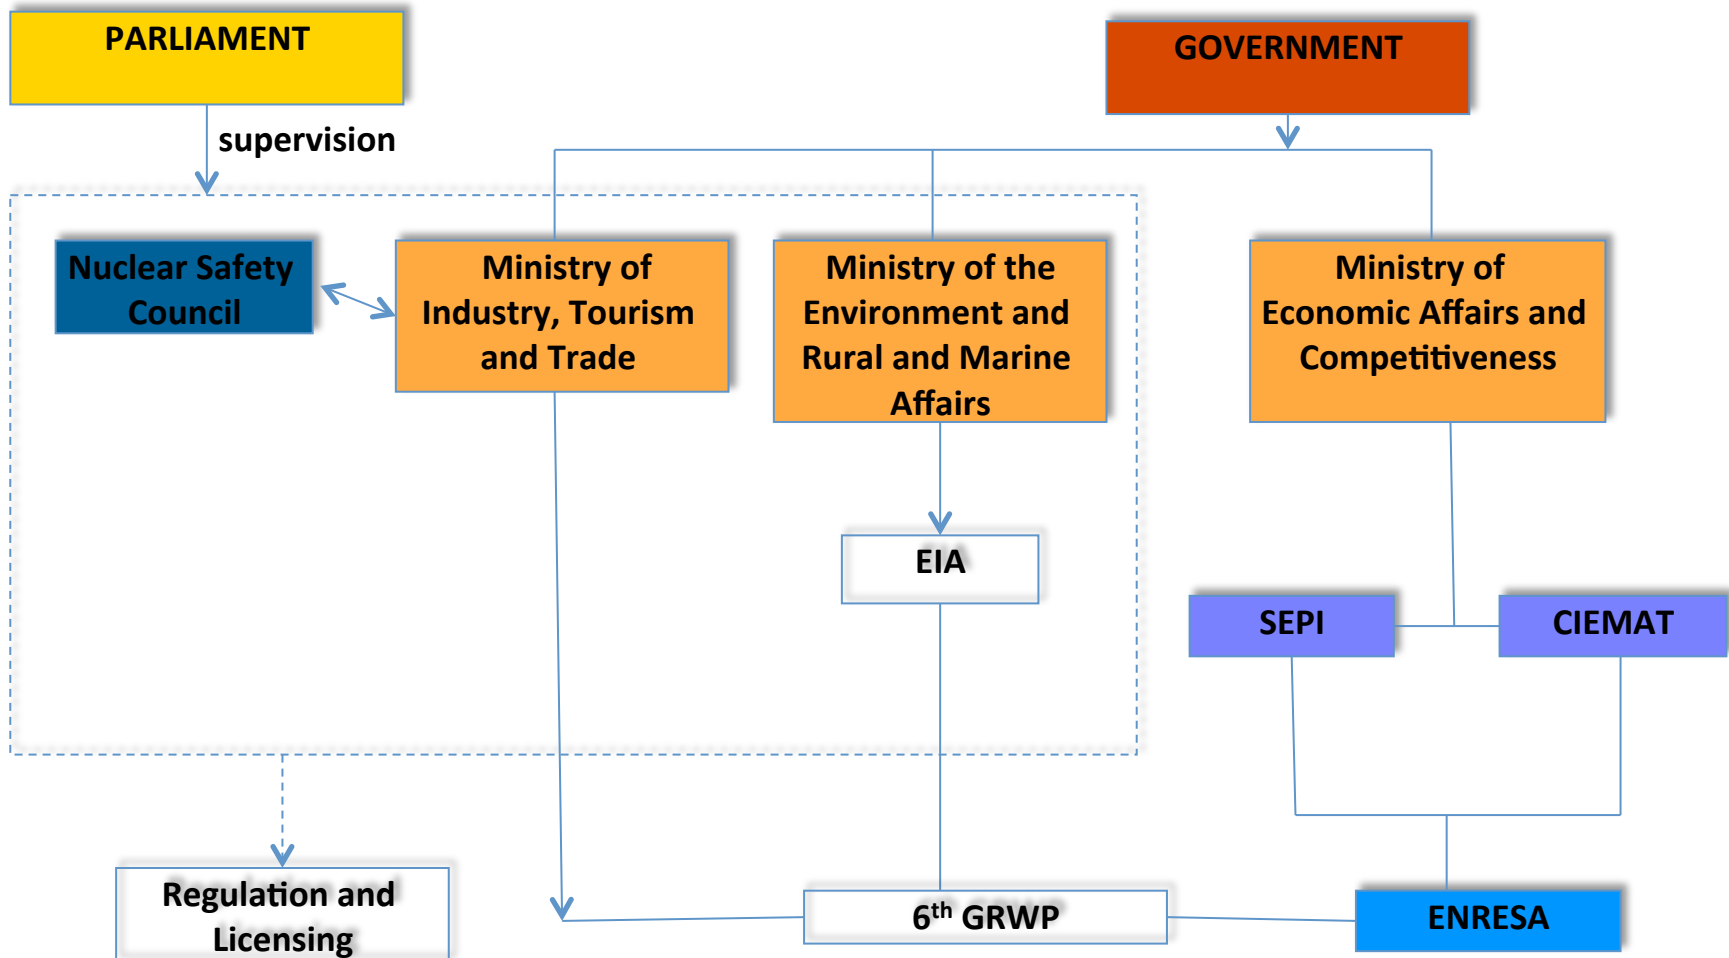 PARLIAMENT
GOVERNMENT
supervision
Nuclear Safety
Council
Ministry of
Industry, Tourism
and Trade
Ministry of the
Environment and
Rural and Marine
Affairs
Ministry of
Economic Affairs and
Competitiveness
EIA
SEPI
CIEMAT
Regulation and
Licensing
6th GRWP
ENRESA